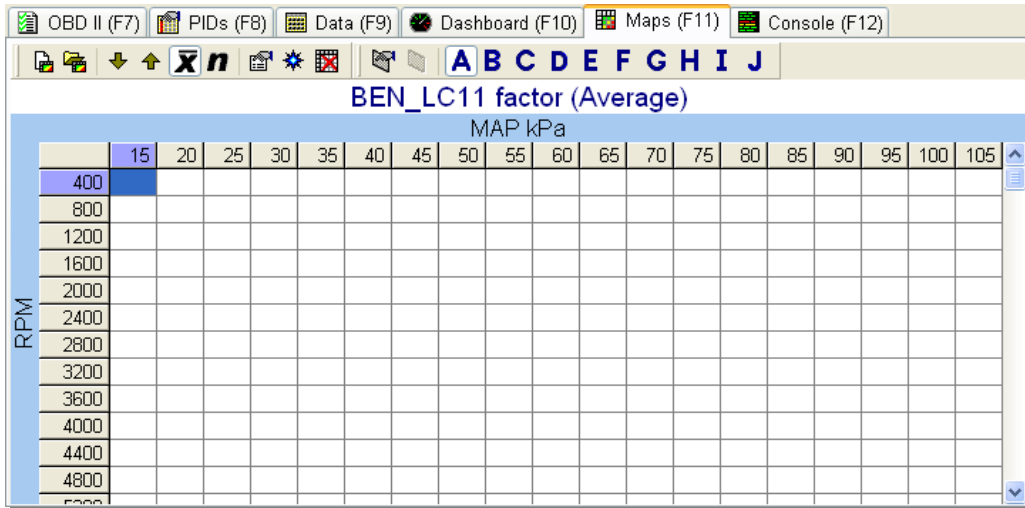 OBD II (F7) PIDs (F8) Data (F9) Dashboard (F10) Maps (F11) Console (F12)
x n A B C D E F G H I J
BEN_LC11 factor (Average)
MAP kPa
15 20 25 30 35 40 45 50 55 60 65 70 75 80 85 90 95 100 105
400
800
1200
1600
2000
2400
2800
3200
3600
4000
4400
4800
RPM